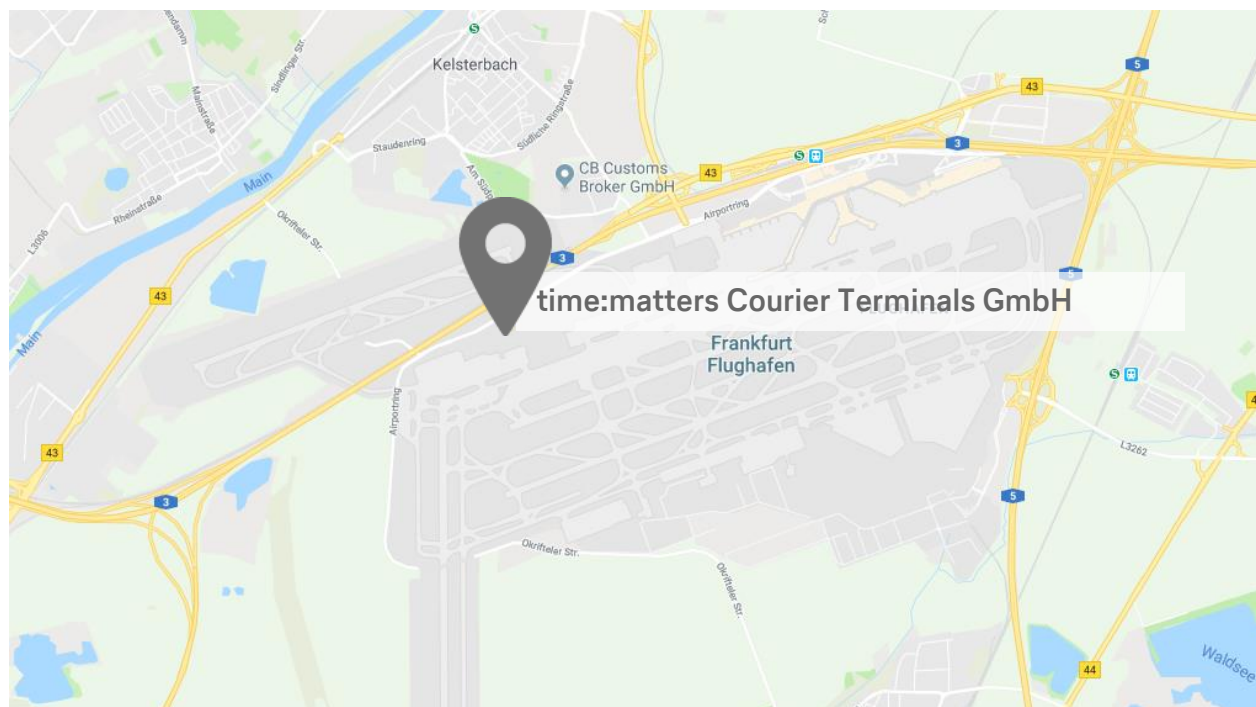 Kelsterbach
Mainstraße
Sindlinger Str.
Staudenring
Südliche Ringstraße
CB Customs
Broker GmbH
Main
Rheinstraße
L3006
Okrifteler Str.
Airportring
43
43
43
43
3
3
3
5
5
5
time:matters Courier Terminals GmbH
Frankfurt
Flughafen
Main
Airportring
L3262
Okrifteler Str.
Okrifteler Str.
44
Waldsee